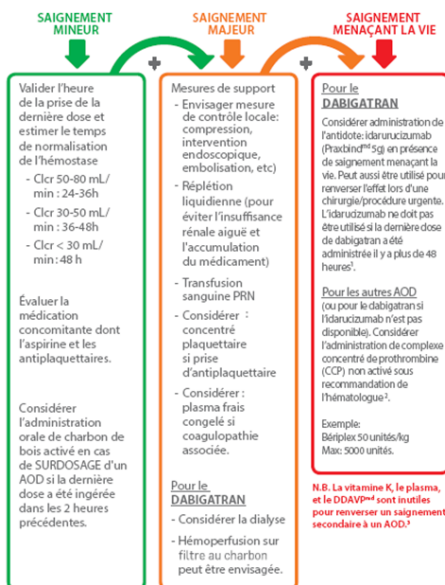 SAIGNEMENT
MINEUR
Valider l'heure
de la prise de la
dernière dose et
estimer le temps
de normalisation
de l'hémostase
- Clcr 50-80 mL/
min : 24-36h
- Clcr 30-50 mL/
min : 36-48h
- Clcr < 30 mL/
min: 48 h
Évaluer la
médication
concomitante dont
l'aspirine et les
antiplaquettaires.
Considérer
l'administration
orale de charbon de
bois activé en cas
de SURDOSAGE d'un
AOD si la dernière
dose a été ingérée
dans les 2 heures
précédentes.
+
SAIGNEMENT
MAJEUR
Mesures de support
- Envisager mesure
de contrôle locale:
compression,
intervention
endoscopique,
embolisation, etc)
- Réplétion
liquidienne (pour
éviter l'insuffisance
rénale aiguë et
l'accumulation
du médicament)
- Transfusion
sanguine PRN
- Considérer :
concentré
plaquettaire
si prise
d'antiplaquettaire
- Considérer :
plasma frais
congelé si
coagulopathie
associée.
Pour le
DABIGATRAN
- Considérer la dialyse
- Hémoperfusion sur
filtre au charbon
peut être envisagée.
+
SAIGNEMENT
MENAÇANT LA VIE
Pour le
DABIGATRAN
Considérer administration de
l'antidote: idarurucizumab
(Praxbindmd 5g) en présence
de saignement menaçant la
vie. Peut aussi être utilisé pour
renverser l'effet lors d'une
chirurgie/procédure urgente.
L'idarucizumab ne doit pas
être utilisé si la dernière dose
de dabigatran a été
administrée il y a plus de 48
heures¹.
Pour les autres AOD
(ou pour le dabigatran si
l'idarucizumab n'est pas
disponible). Considérer
l'administration de complexe
concentré de prothrombine
(CCP) non activé sous
recommandation de
l'hématologue².
Exemple:
Bériplex 50 unités/kg
Max: 5000 unités.
N.B. La vitamine K, le plasma,
et le DDAVPmd sont inutiles
pour renverser un saignement
secondaire à un AOD.³